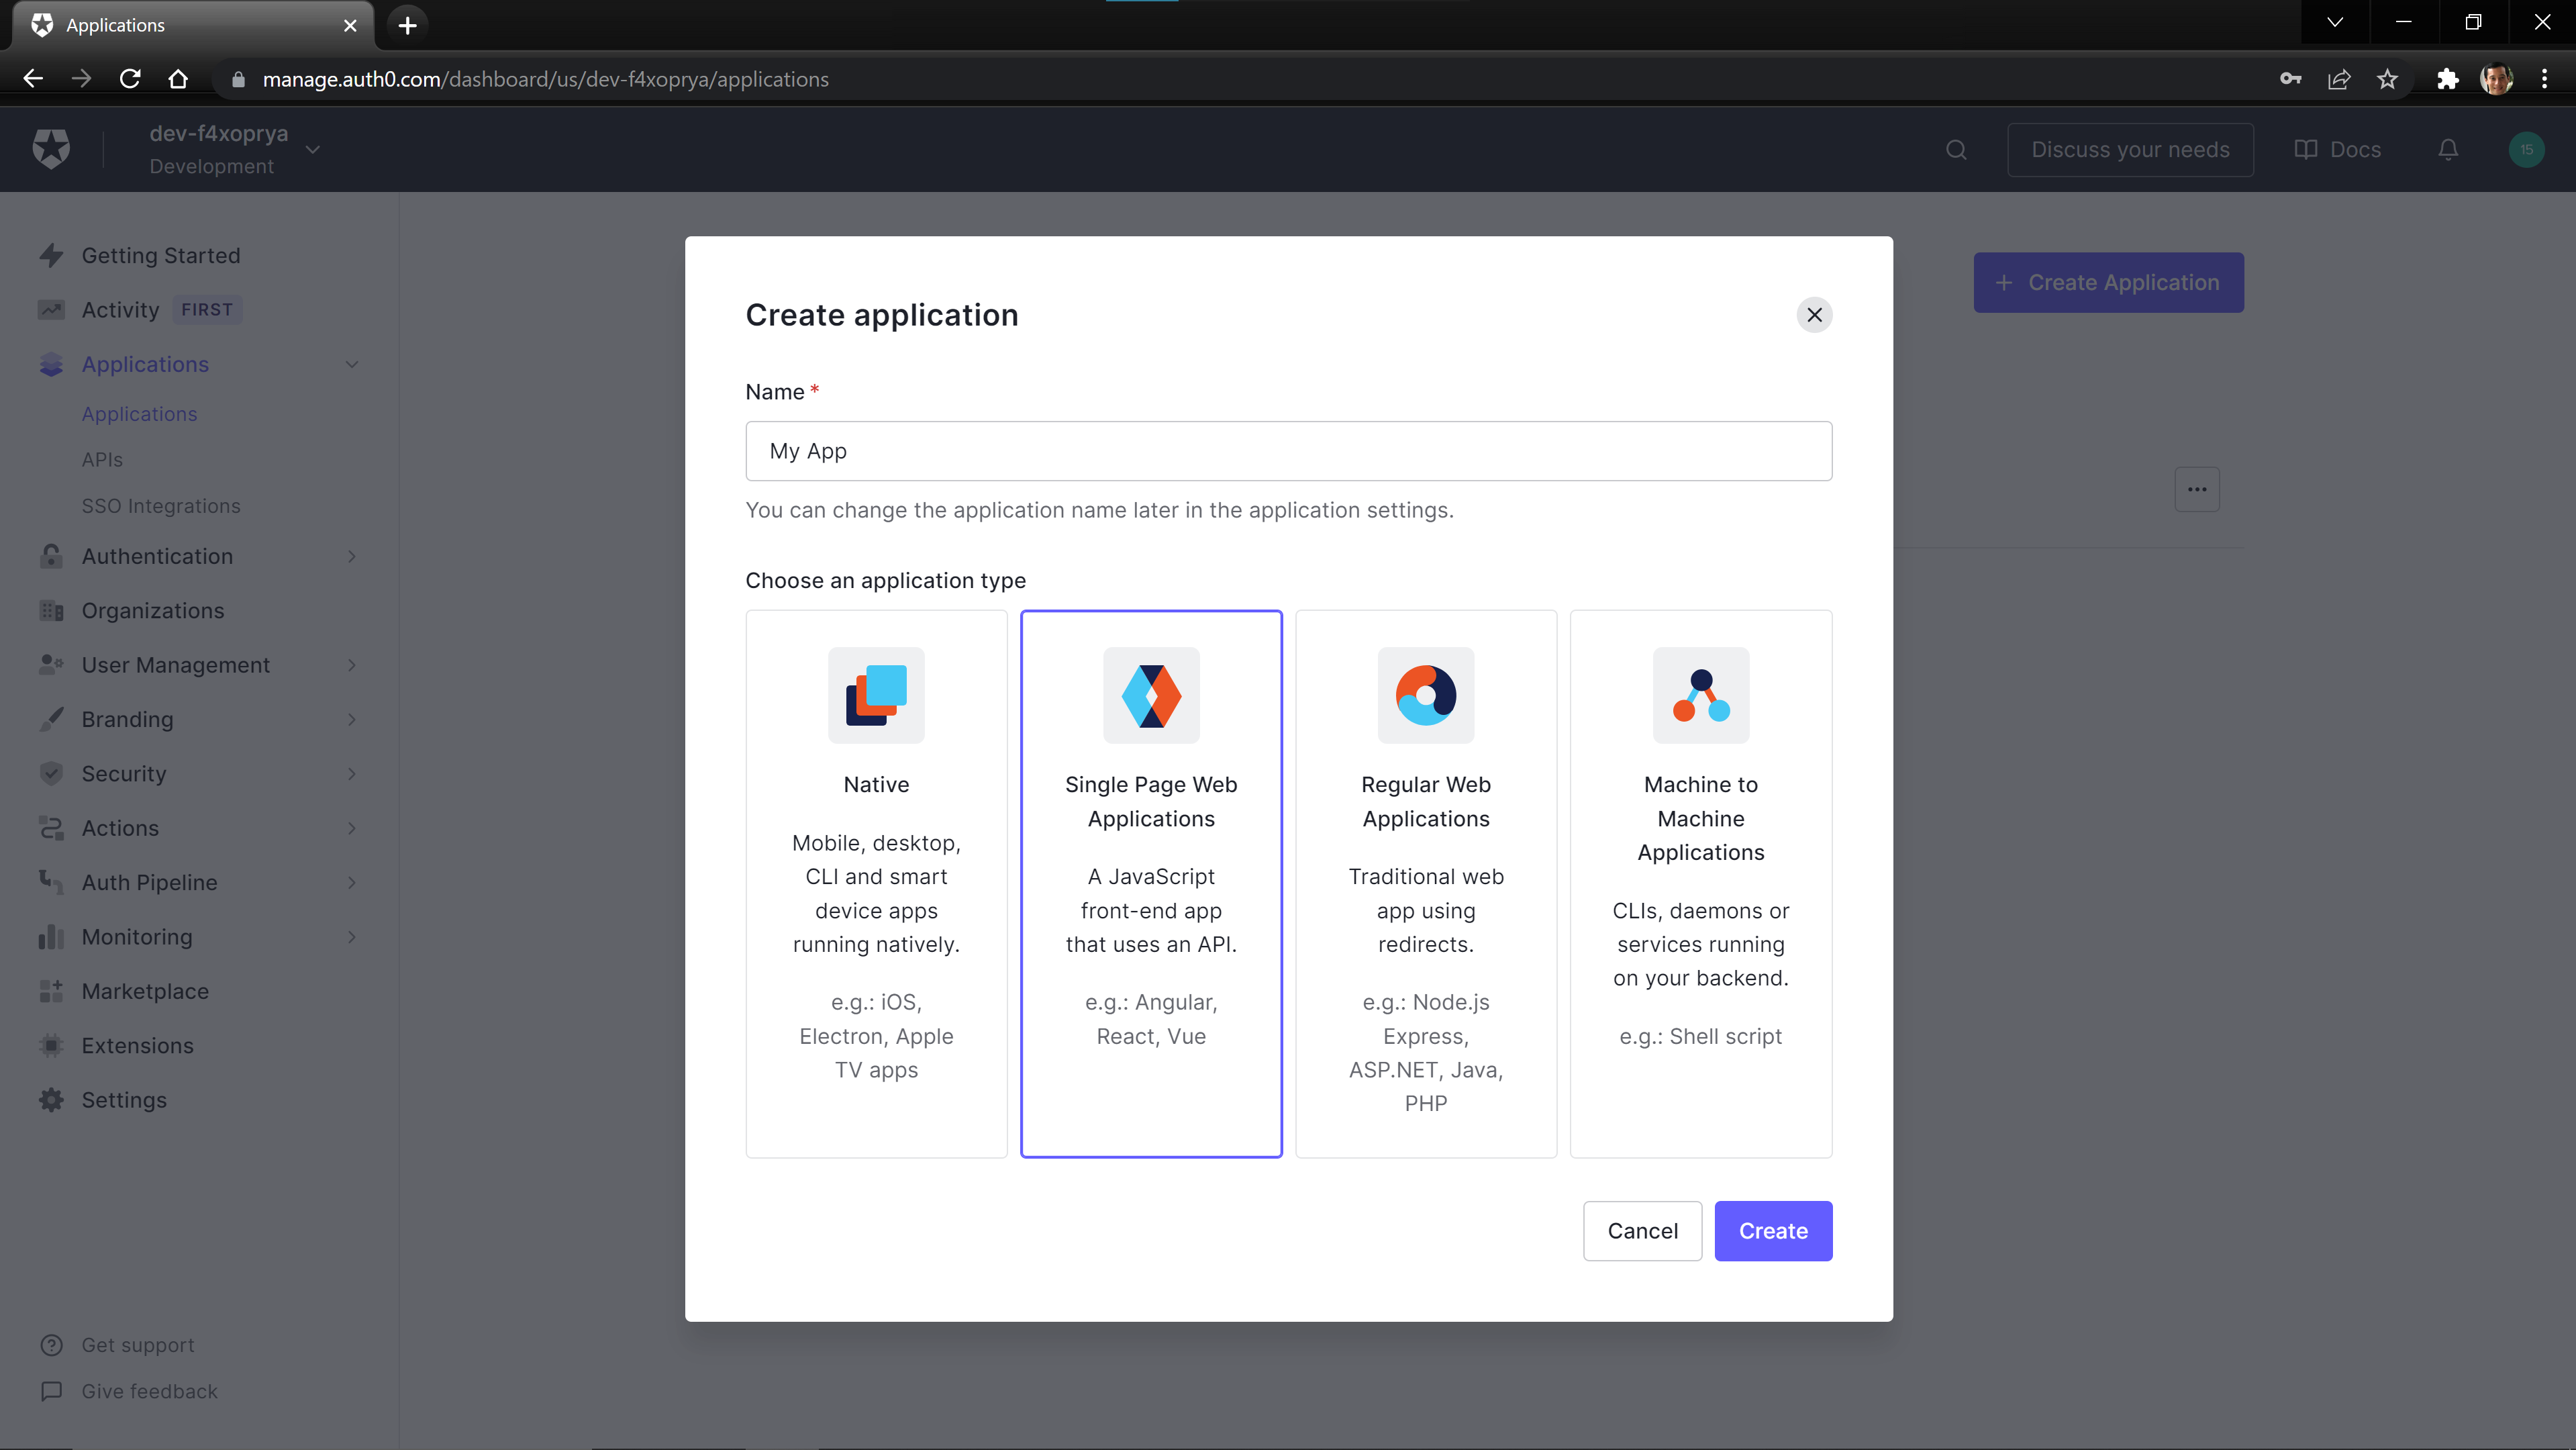 Applications
manage.auth0.com/dashboard/us/dev-f4xoprya/applications
dev-f4xoprya
Development
Discuss your needs
Docs
15
Getting Started
Activity FIRST
Applications
Applications
APIs
SSO Integrations
Authentication
Organizations
User Management
Branding
Security
Actions
Auth Pipeline
Monitoring
Marketplace
Extensions
Settings
Get support
Give feedback
+ Create Application
Create application
Name *
My App
You can change the application name later in the application settings.
Choose an application type
Native
Mobile, desktop,
CLI and smart
device apps
running natively.
e.g.: iOS,
Electron, Apple
TV apps
Single Page Web
Applications
A JavaScript
front-end app
that uses an API.
e.g.: Angular,
React, Vue
Regular Web
Applications
Traditional web
app using
redirects.
e.g.: Node.js
Express,
ASP.NET, Java,
PHP
Machine to
Machine
Applications
CLIs, daemons or
services running
on your backend.
e.g.: Shell script
Cancel
Create